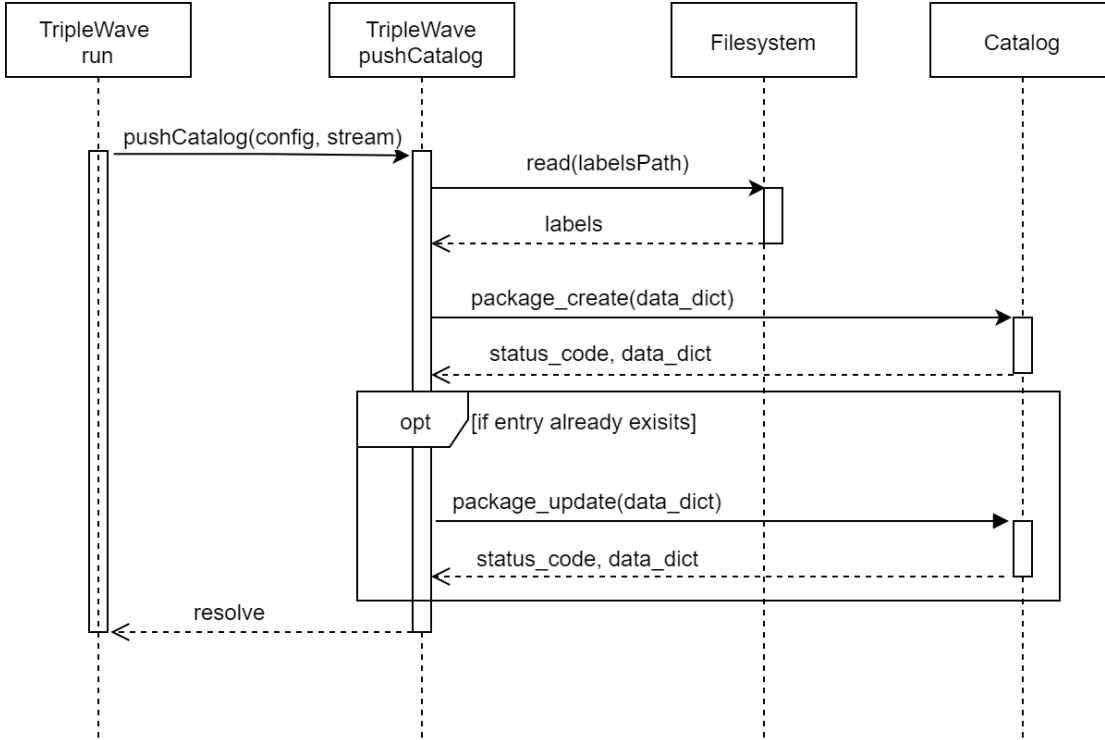 TripleWave
run
TripleWave
pushCatalog
Filesystem
Catalog
pushCatalog(config, stream)
read(labelsPath)
labels
package_create(data_dict)
status_code, data_dict
opt
[if entry already exisits]
package_update(data_dict)
status_code, data_dict
resolve